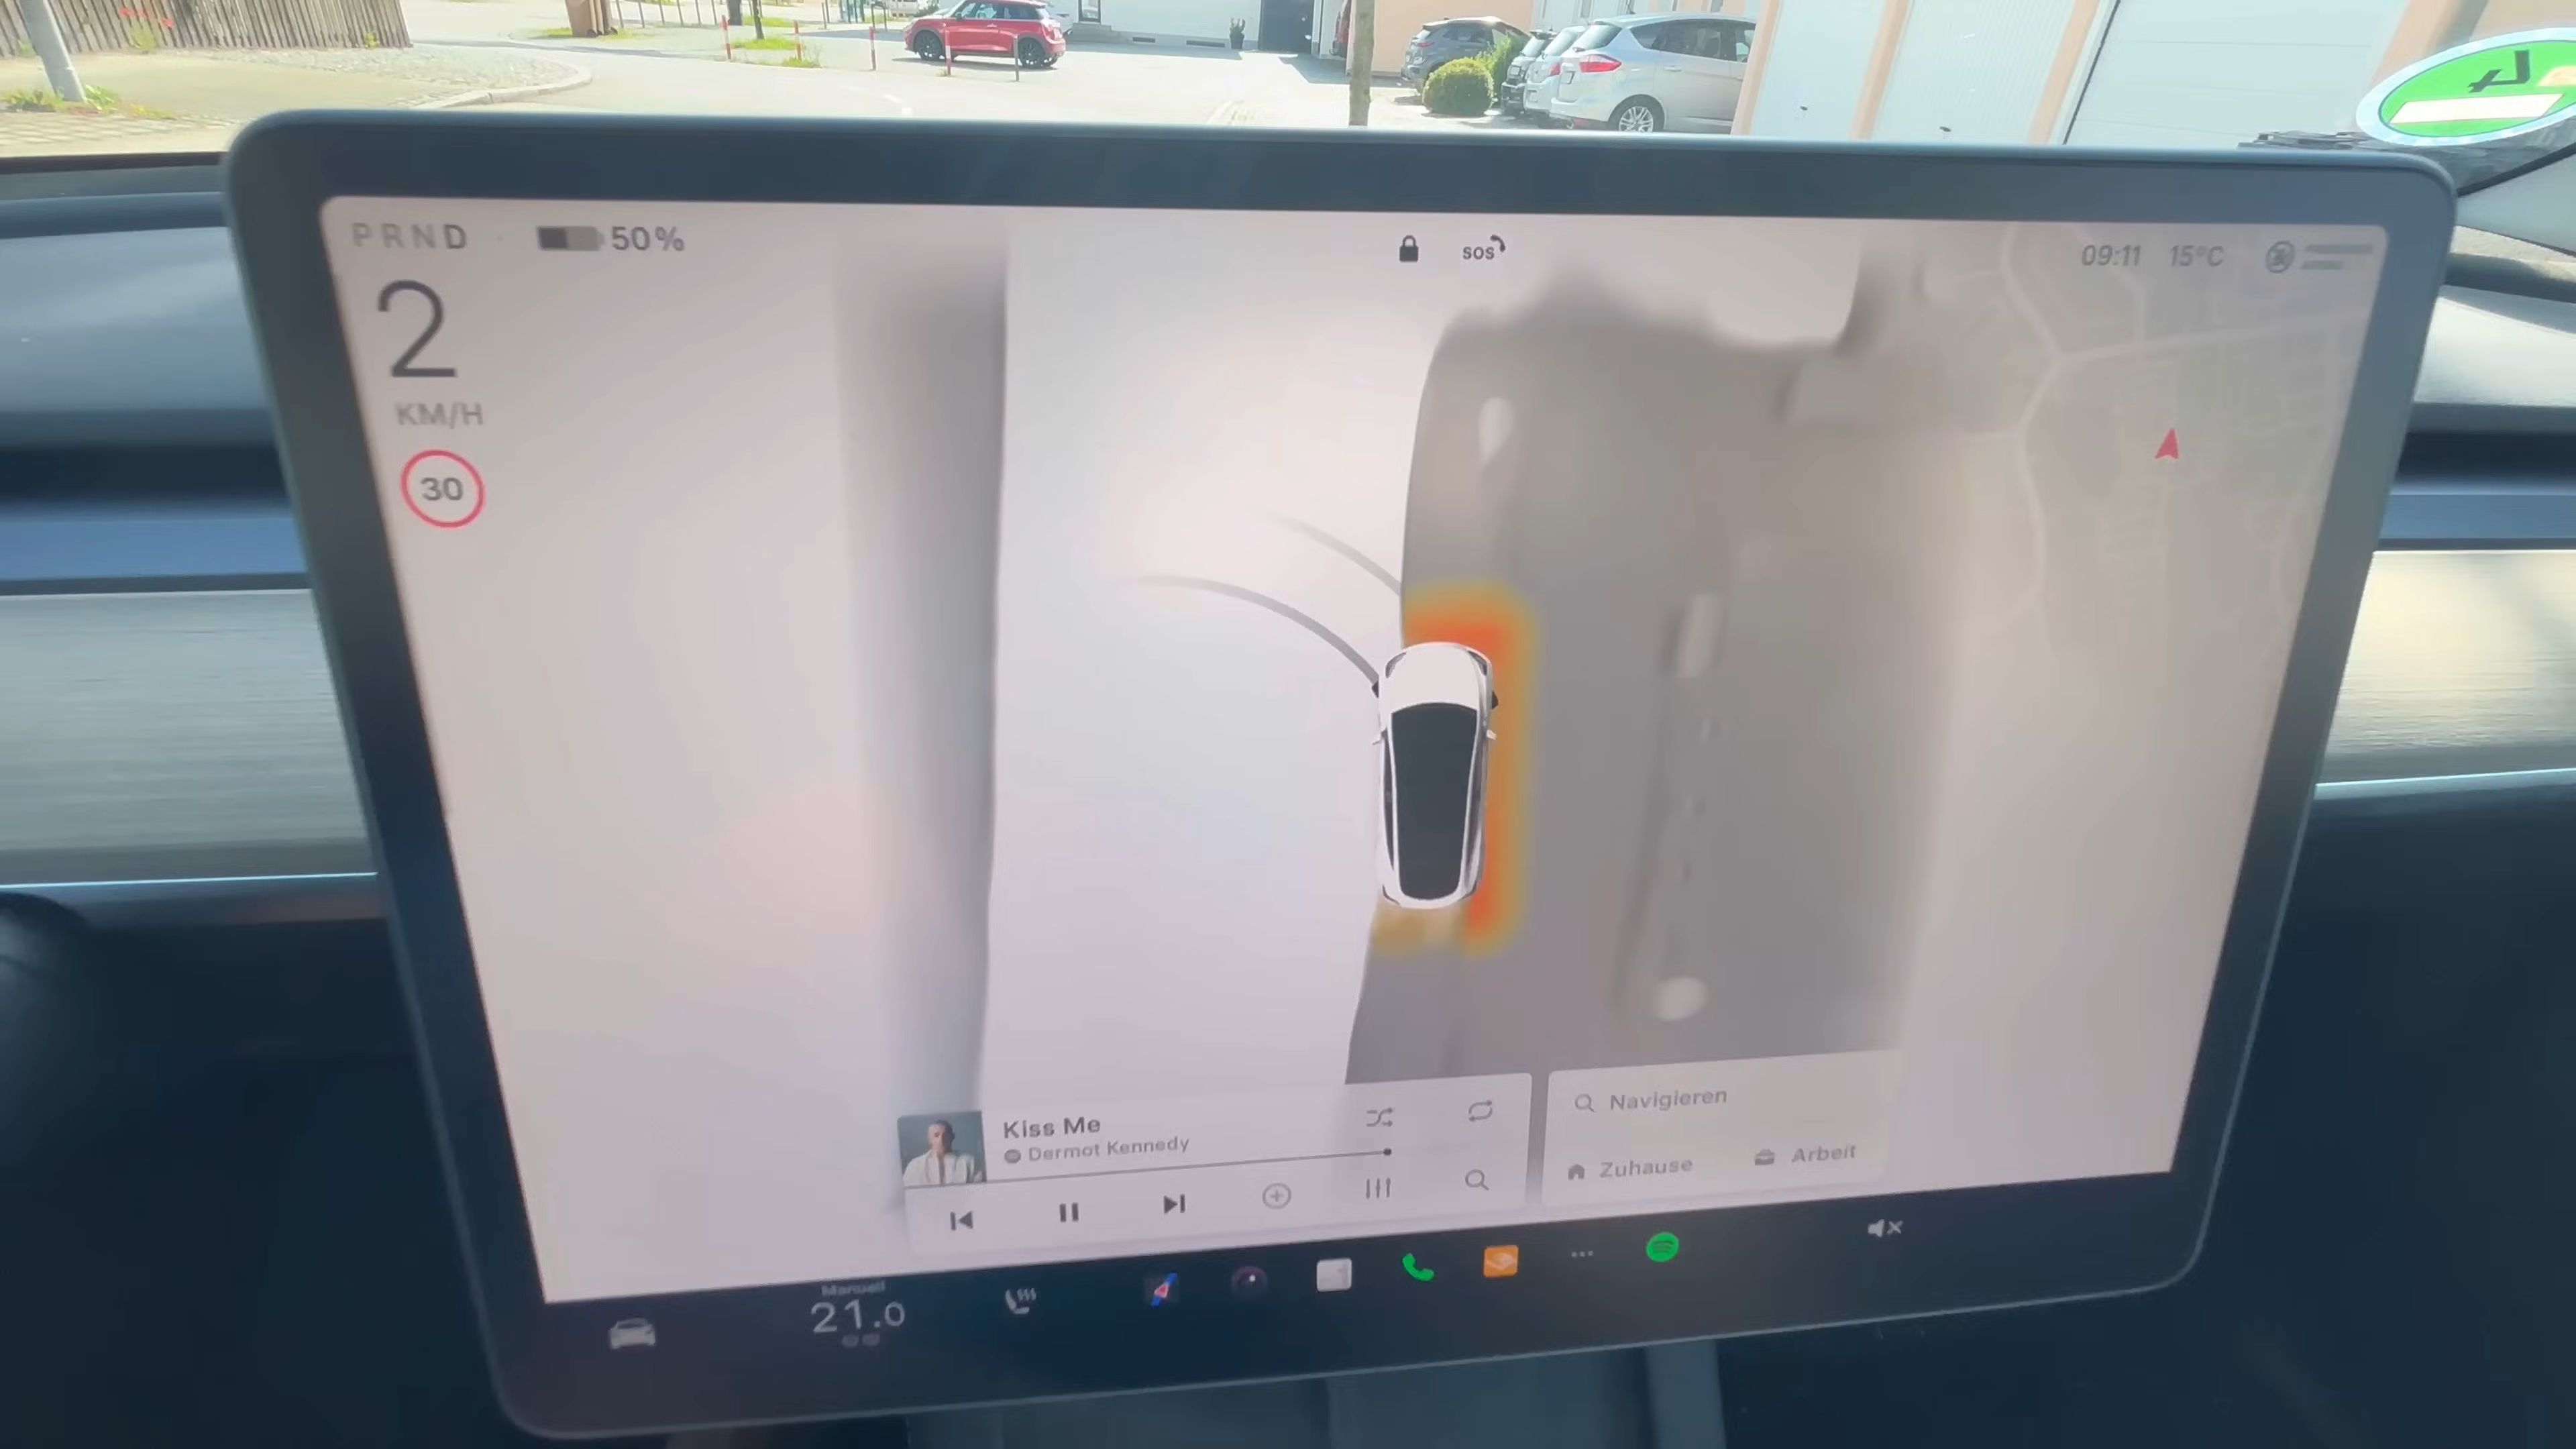 PRND
50%
SOS
09:11 15°C
2
KM/H
30
Kiss Me
Dermot Kennedy
Navigieren
Zuhause
Arbeit
Manuell
21.0